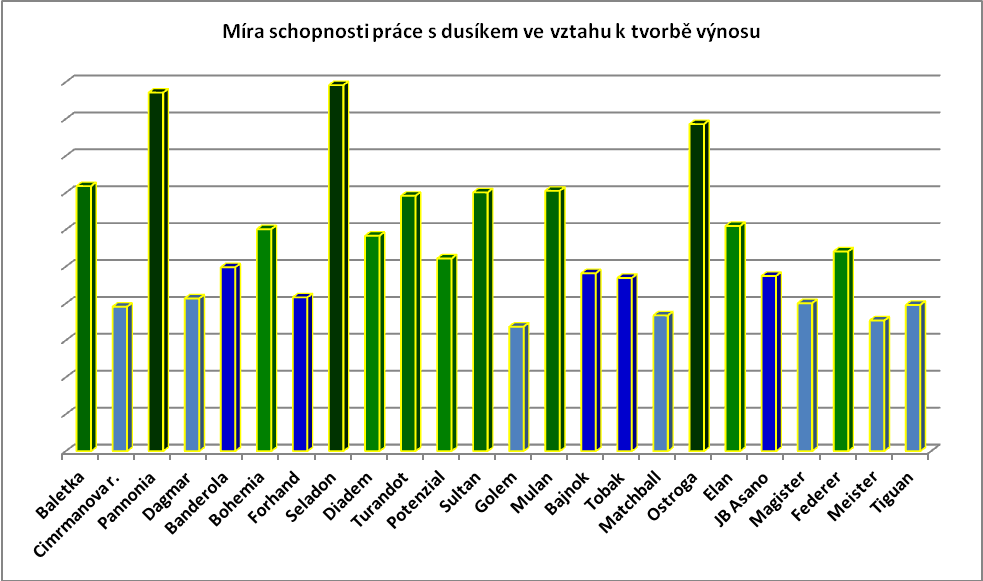 Míra schopnosti práce s dusíkem ve vztahu k tvorbě výnosu
Baletka
Cimrmanova r.
Pannonia
Dagmar
Banderola
Bohemia
Forhand
Seladon
Diadem
Turandot
Potenzial
Sultan
Golem
Mulan
Bajnok
Tobak
Matchball
Ostroga
Elan
JB Asano
Magister
Federer
Meister
Tiguan